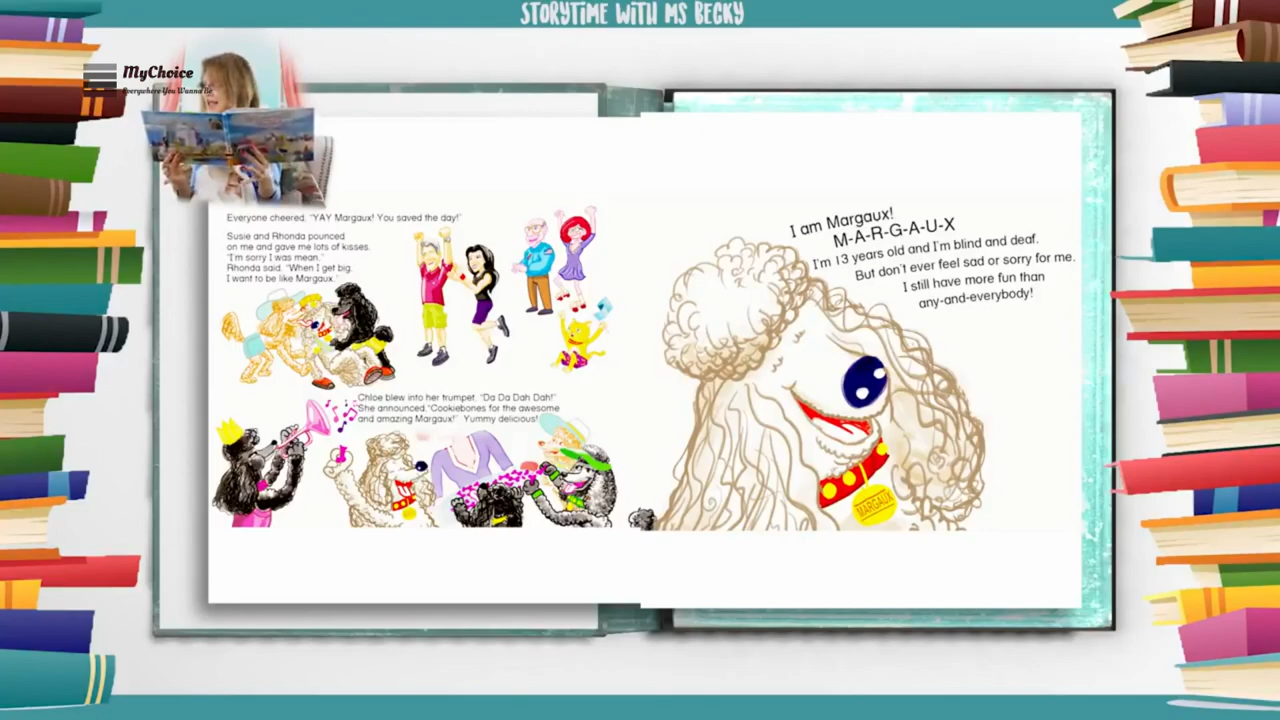 STORYTIME WITH MS BECKY
MyChoice
Everywhere You Wanna Be
Everyone cheered. "YAY Margaux! You saved the day!"
Susie and Rhonda pounced
on me and gave me lots of kisses.
"I'm sorry I was mean."
Rhonda said. "When I get big,
I want to be like Margaux."
Chloe blew into her trumpet. "Da Da Dah Dah!"
She announced."Cookiebones for the awesome
and amazing Margaux!" Yummy delicious!
I am Margaux!
M-A-R-G-A-U-X
I'm 13 years old and I'm blind and deaf.
But don't ever feel sad or sorry for me.
I still have more fun than
any-and-everybody!
MARGAUX